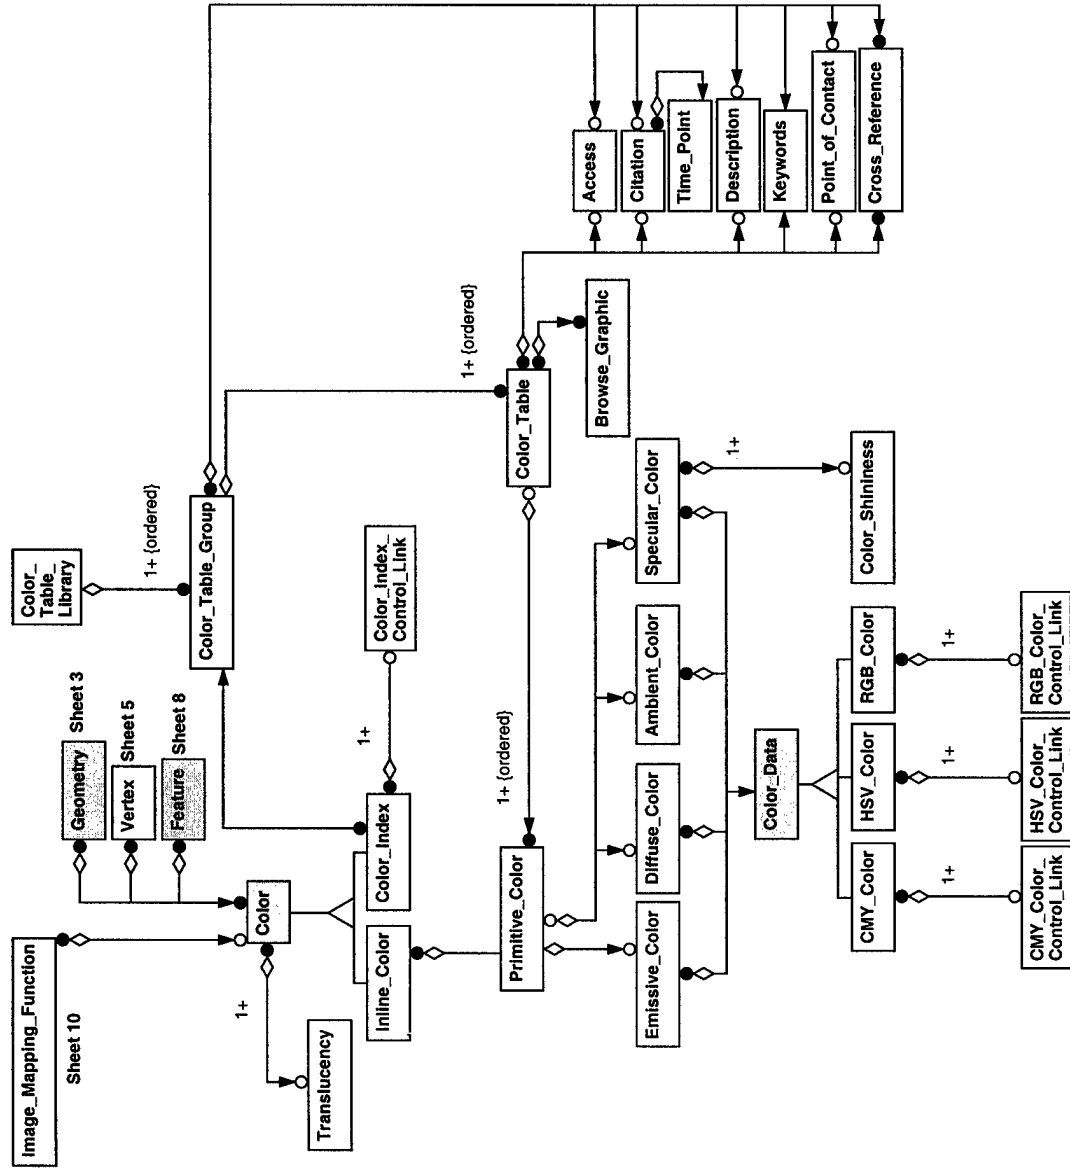 Image_Mapping_Function
Sheet 10
Geometry
Sheet 3
Vertex
Sheet 5
Feature
Sheet 8
Color_
Table_
Library
1+ {ordered}
Color_Table_Group
Color
1+
Translucency
Inline_Color
Color_Index
1+
Color_Index_
Control_Link
1+ {ordered}
Color_Table
Browse_Graphic
Primitive_Color
1+ {ordered}
Access
Citation
Time_Point
Description
Keywords
Point_of_Contact
Cross_Reference
Emissive_Color
Diffuse_Color
Ambient_Color
Specular_Color
1+
Color_Shininess
Color_Data
CMY_Color
HSV_Color
RGB_Color
1+
1+
1+
CMY_Color_
Control_Link
HSV_Color_
Control_Link
RGB_Color_
Control_Link